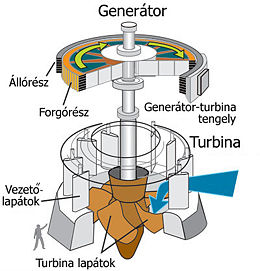 Generátor
Állórész
Forgórész
Generátor-turbina
tengely
Turbina
Vezető-
lapátok
Turbina lapátok